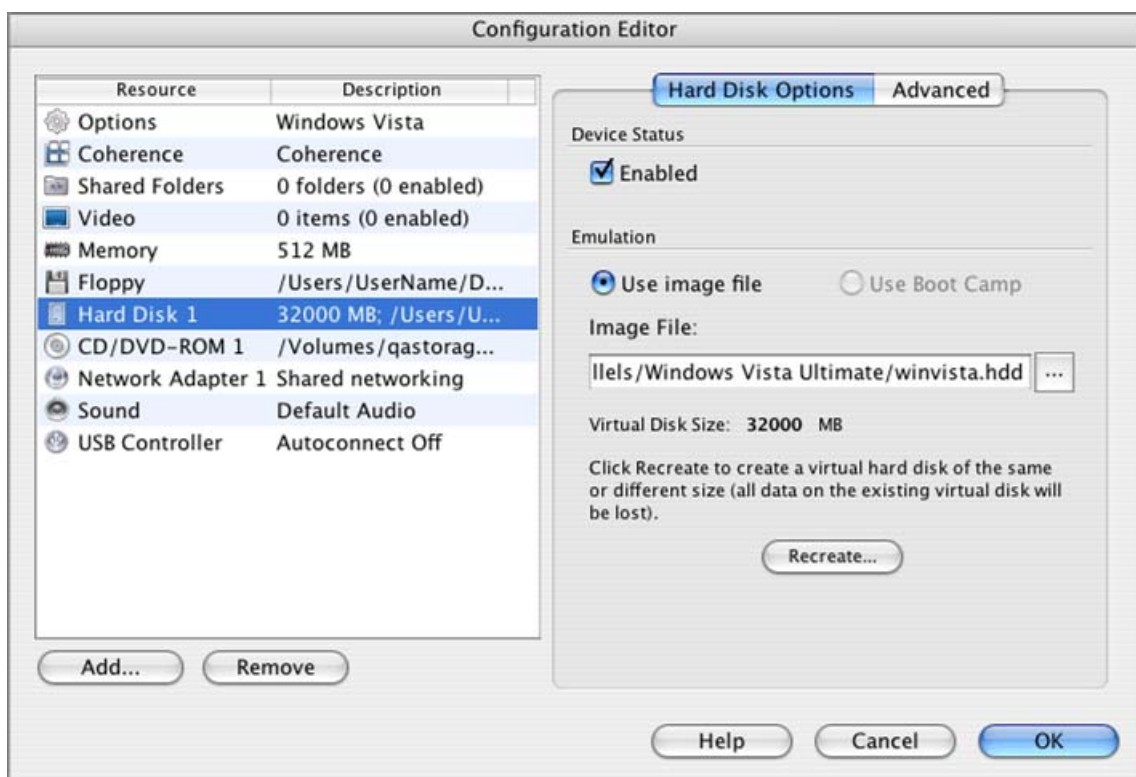 Configuration Editor
Resource Description
Options Windows Vista
Coherence Coherence
Shared Folders 0 folders (0 enabled)
Video 0 items (0 enabled)
Memory 512 MB
Floppy /Users/UserName/D...
Hard Disk 1 32000 MB; /Users/U...
CD/DVD-ROM 1 /Volumes/qastorag...
Network Adapter 1 Shared networking
Sound Default Audio
USB Controller Autoconnect Off
Add... Remove
Hard Disk Options Advanced
Device Status
Enabled
Emulation
Use image file Use Boot Camp
Image File:
llels/Windows Vista Ultimate/winvista.hdd ...
Virtual Disk Size: 32000 MB
Click Recreate to create a virtual hard disk of the same
or different size (all data on the existing virtual disk will
be lost).
Recreate...
Help Cancel OK